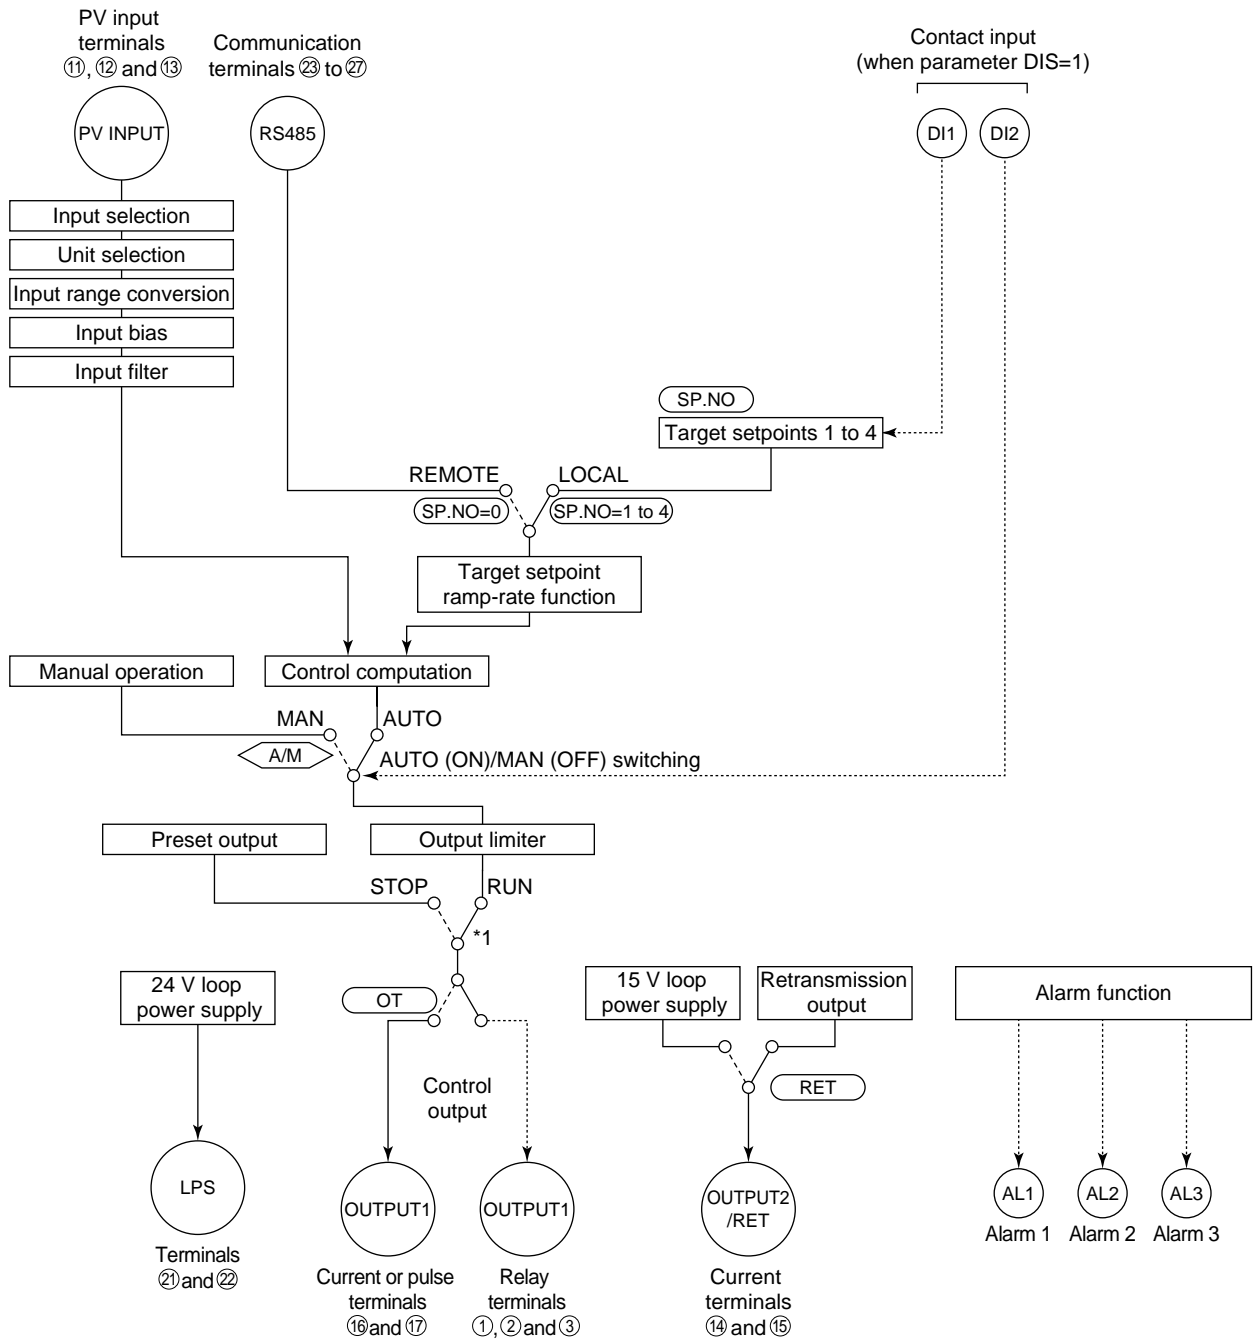 PV input
terminals
⑪, ⑫ and ⑬
Communication
terminals ㉓ to ㉗
Contact input
(when parameter DIS=1)
PV INPUT
RS485
DI1
DI2
Input selection
Unit selection
Input range conversion
Input bias
Input filter
SP.NO
Target setpoints 1 to 4
REMOTE
LOCAL
SP.NO=0
SP.NO=1 to 4
Target setpoint
ramp-rate function
Manual operation
Control computation
MAN
AUTO
A/M
AUTO (ON)/MAN (OFF) switching
Preset output
Output limiter
STOP
RUN
*1
24 V loop
power supply
OT
15 V loop
power supply
Retransmission
output
Alarm function
Control
output
RET
LPS
OUTPUT1
OUTPUT1
OUTPUT2
/RET
AL1
AL2
AL3
Alarm 1
Alarm 2
Alarm 3
Terminals
㉑ and ㉒
Current or pulse
terminals
⑯ and ⑰
Relay
terminals
①, ② and ③
Current
terminals
⑭ and ⑮